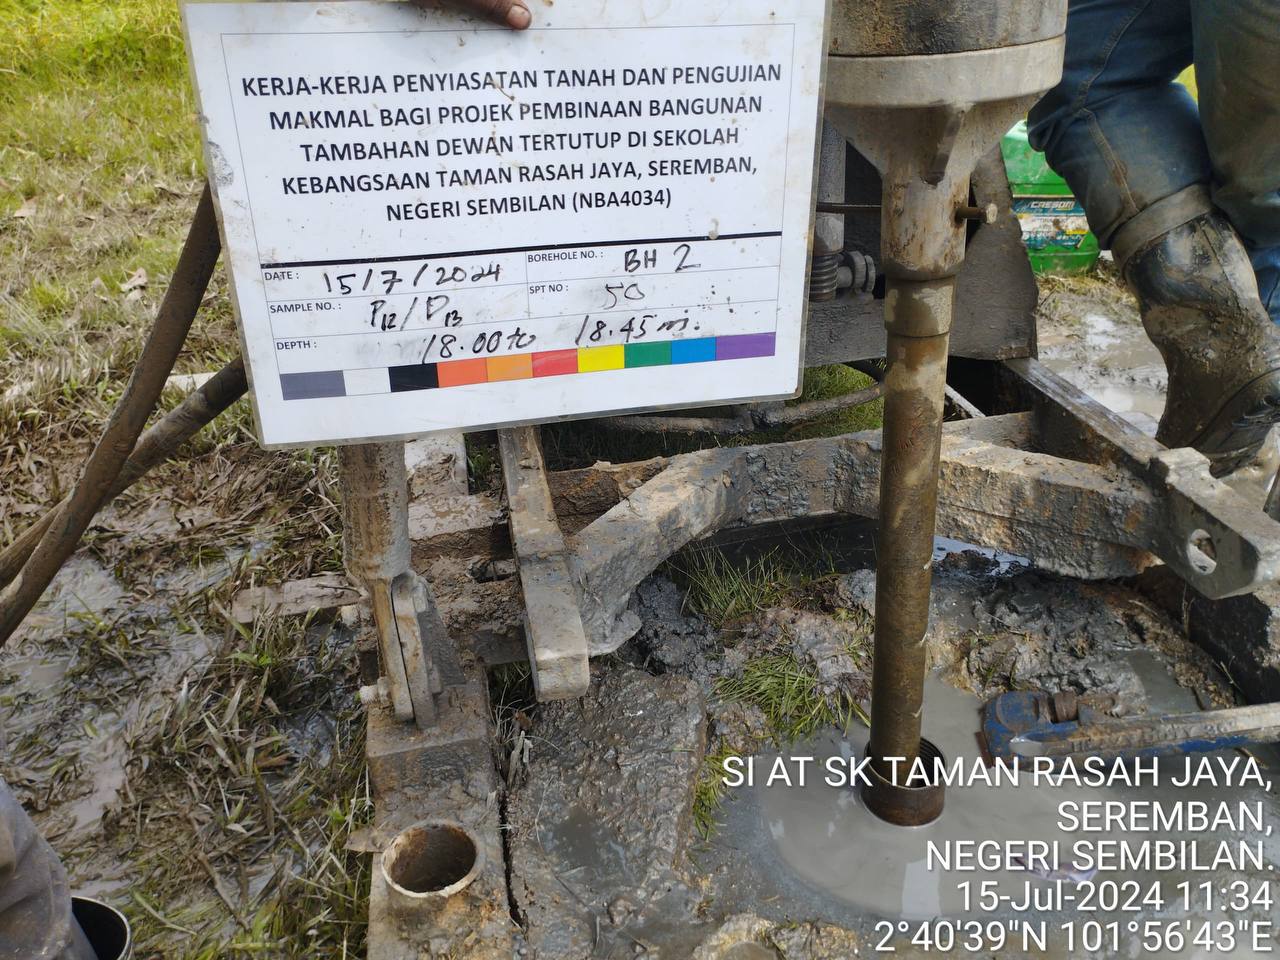 KERJA-KERJA PENYIASATAN TANAH DAN PENGUJIAN
MAKMAL BAGI PROJEK PEMBINAAN BANGUNAN
TAMBAHAN DEWAN TERTUTUP DI SEKOLAH
KEBANGSAAN TAMAN RASAH JAYA, SEREMBAN,
NEGERI SEMBILAN (NBA4034)
DATE : 15/7/2024 BOREHOLE NO. : BH 2
SAMPLE NO. : P12/D13 SPT NO : 50
DEPTH : 18.00 to 18.45 m.
SI AT SK TAMAN RASAH JAYA,
SEREMBAN,
NEGERI SEMBILAN.
15-Jul-2024 11:34
2°40'39"N 101°56'43"E